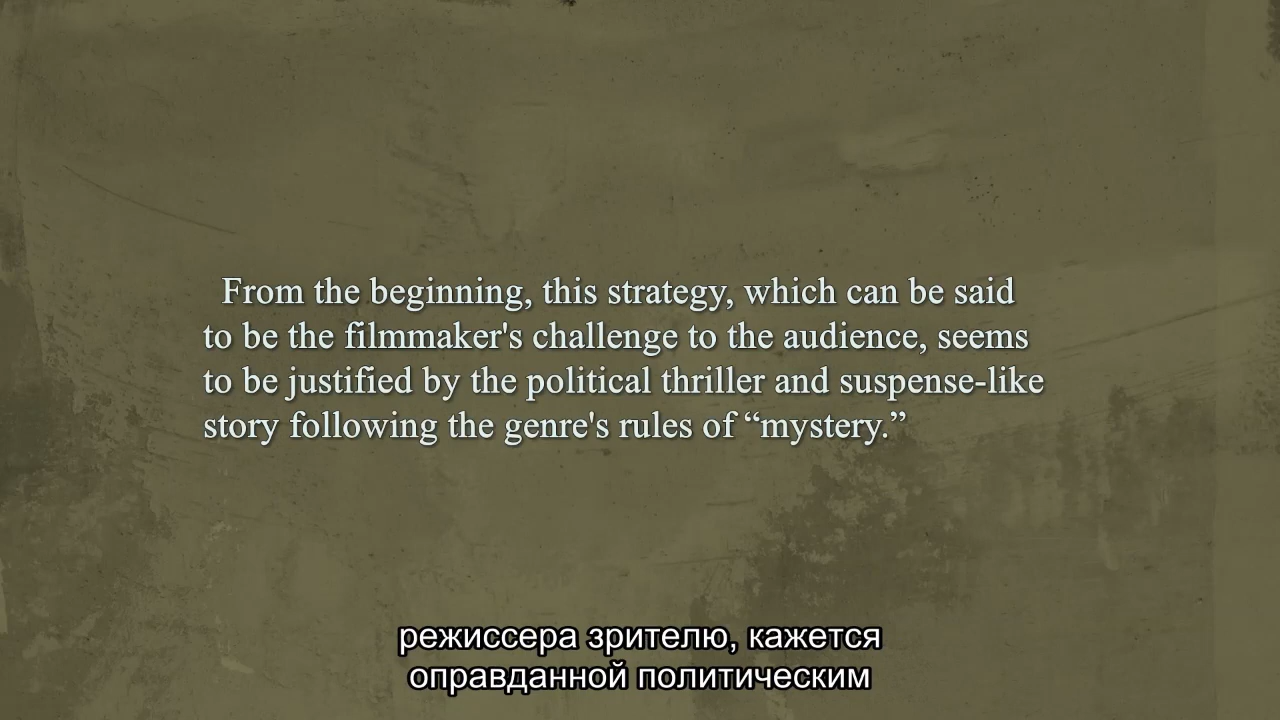 From the beginning, this strategy, which can be said
to be the filmmaker's challenge to the audience, seems
to be justified by the political thriller and suspense-like
story following the genre's rules of “mystery.”
режиссера зрителю, кажется
оправданной политическим